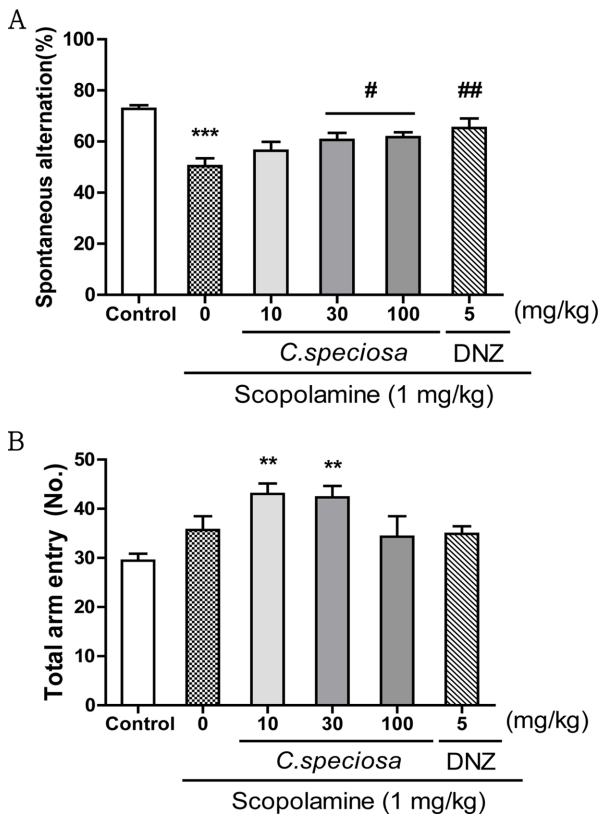 A
Spontaneous alternation(%)
100
80
60
40
20
0
***
#
##
Control
0
10
30
100
5
(mg/kg)
C.speciosa
DNZ
Scopolamine (1 mg/kg)
B
Total arm entry (No.)
50
40
30
20
10
0
**
**
Control
0
10
30
100
5
(mg/kg)
C.speciosa
DNZ
Scopolamine (1 mg/kg)